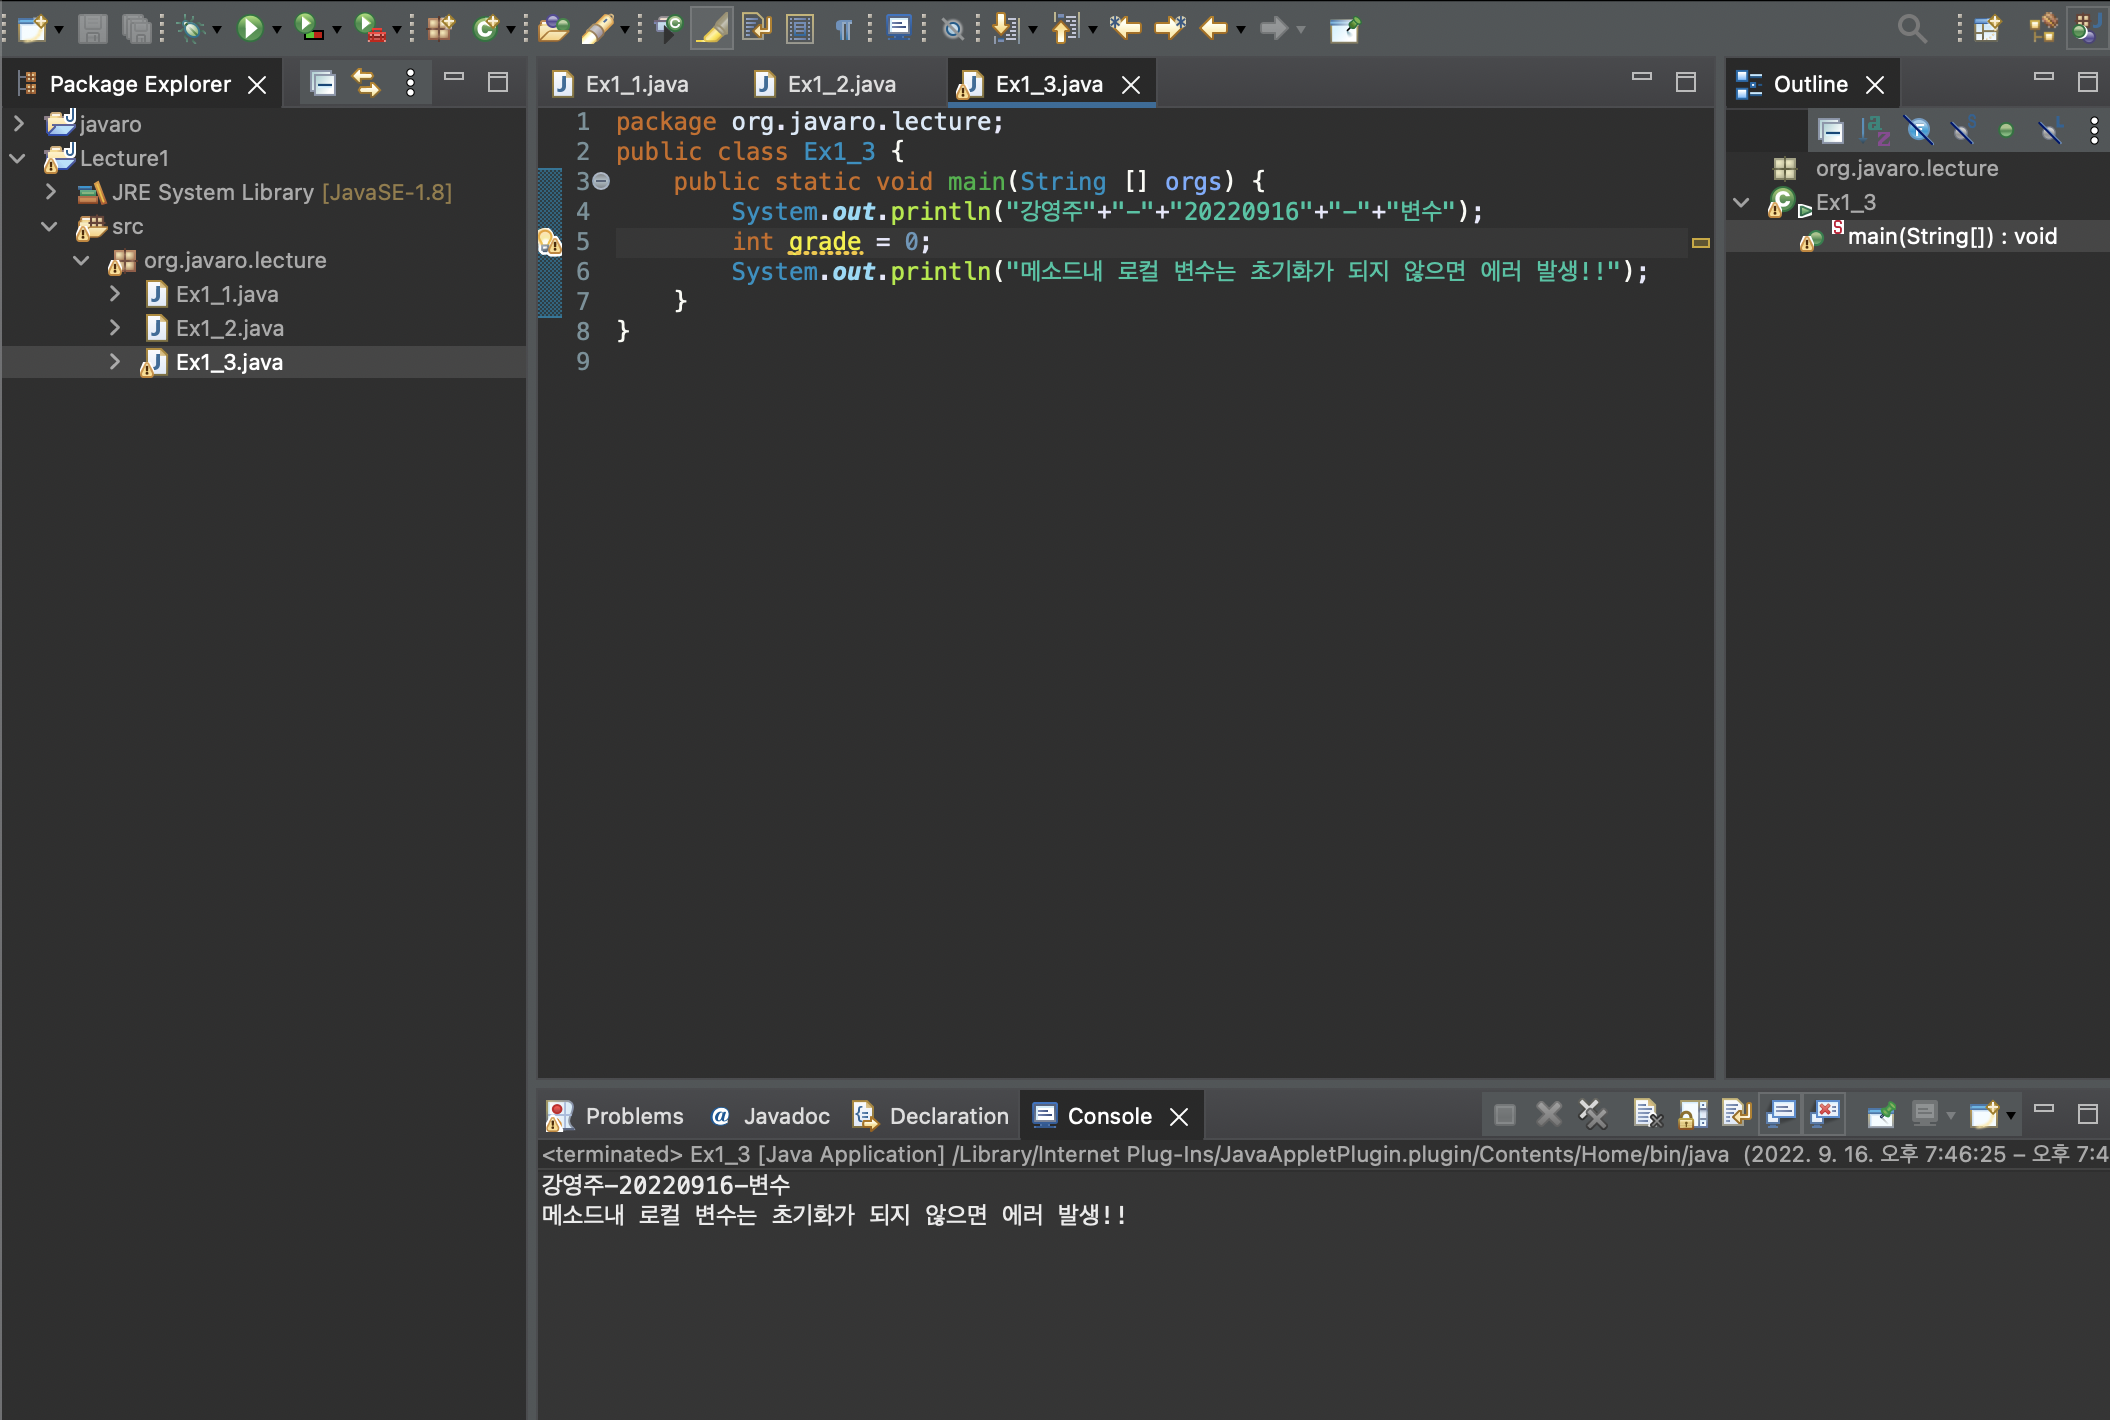 Package Explorer
javaro
Lecture1
JRE System Library [JavaSE-1.8]
src
org.javaro.lecture
Ex1_1.java
Ex1_2.java
Ex1_3.java
Ex1_1.java Ex1_2.java Ex1_3.java
1 package org.javaro.lecture;
2 public class Ex1_3 {
3 public static void main(String [] orgs) {
4 System.out.println("강영주"+"-"+"20220916"+"-"+"변수");
5 int grade = 0;
6 System.out.println("메소드내 로컬 변수는 초기화가 되지 않으면 에러 발생!!");
7 }
8 }
9
Outline
org.javaro.lecture
Ex1_3
main(String[]) : void
Problems @ Javadoc Declaration Console
<terminated> Ex1_3 [Java Application] /Library/Internet Plug-Ins/JavaAppletPlugin.plugin/Contents/Home/bin/java (2022. 9. 16. 오후 7:46:25 – 오후 7:4
강영주-20220916-변수
메소드내 로컬 변수는 초기화가 되지 않으면 에러 발생!!